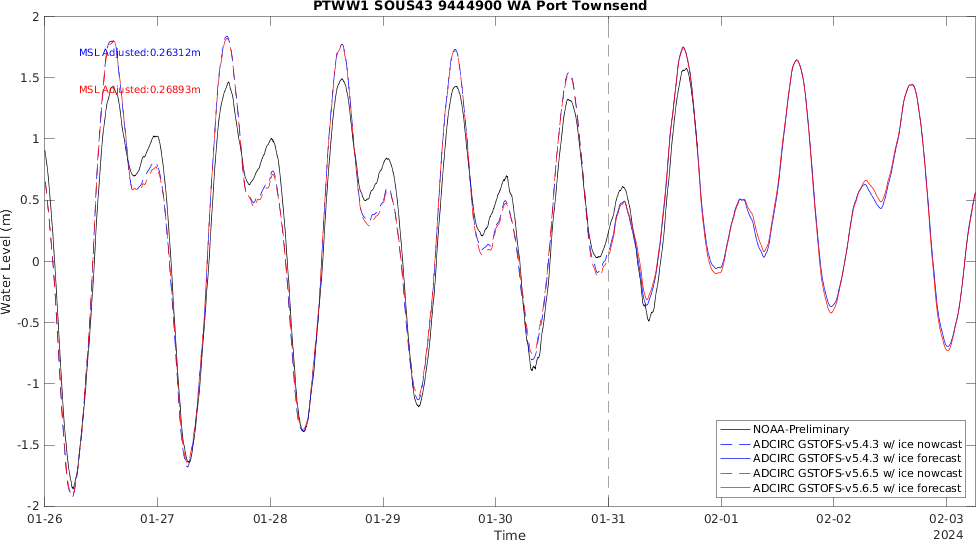 PTWW1 SOUS43 9444900 WA Port Townsend
2
1.5
1
0.5
0
-0.5
-1
-1.5
-2
Water Level (m)
MSL Adjusted:0.26312m
MSL Adjusted:0.26893m
NOAA-Preliminary
ADCIRC GSTOFS-v5.4.3 w/ ice nowcast
ADCIRC GSTOFS-v5.4.3 w/ ice forecast
ADCIRC GSTOFS-v5.6.5 w/ ice nowcast
ADCIRC GSTOFS-v5.6.5 w/ ice forecast
01-26 01-27 01-28 01-29 01-30 01-31 02-01 02-02 02-03
Time
2024